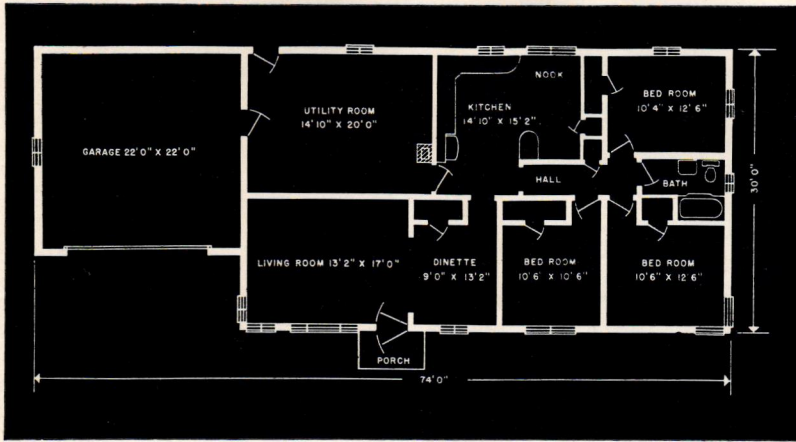 NOOK
BED ROOM
10'4" X 12'6"
UTILITY ROOM
14'10" X 20'0"
KITCHEN
14'10" X 15'2"
GARAGE 22'0" X 22'0"
HALL
BATH
30'0"
LIVING ROOM 13'2" X 17'0"
DINETTE
9'0" X 13'2"
BED ROOM
10'6" X 10'6"
BED ROOM
10'6" X 12'6"
PORCH
74'0"